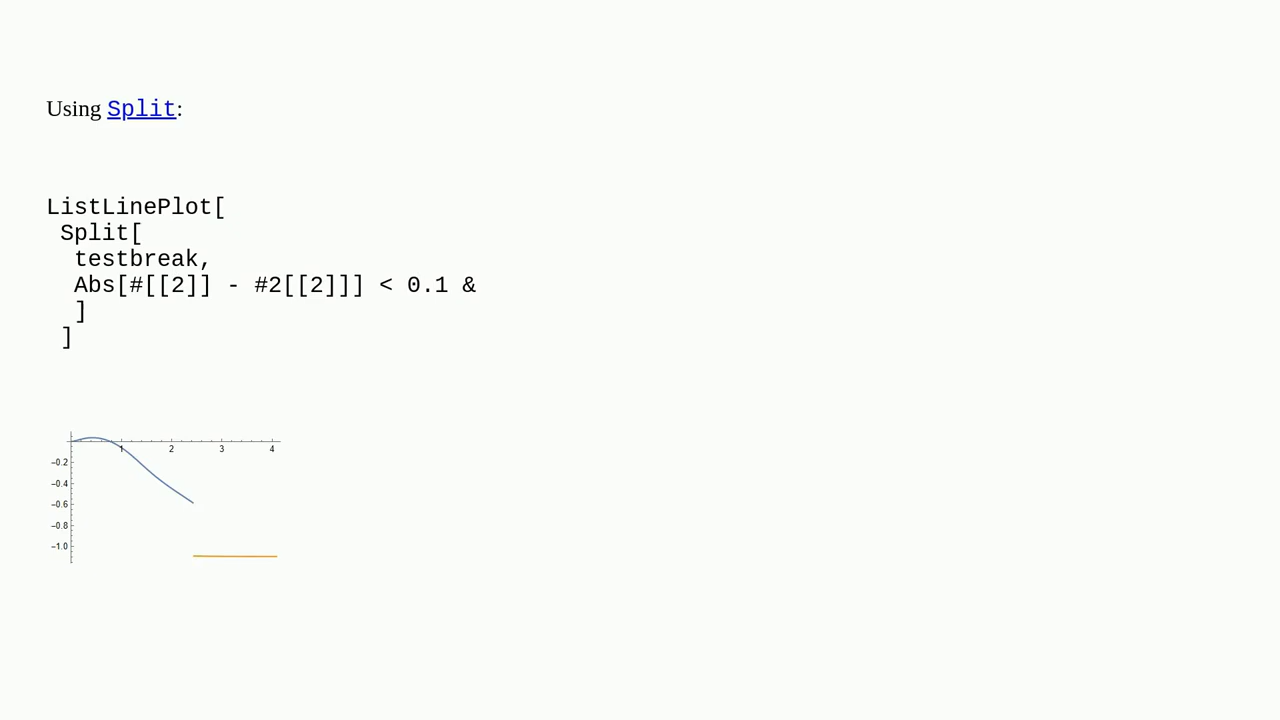 Using Split:
ListLinePlot[
 Split[
  testbreak,
  Abs[#[[2]] - #2[[2]]] < 0.1 &
  ]
 ]
1 2 3 4
−0.2
−0.4
−0.6
−0.8
−1.0